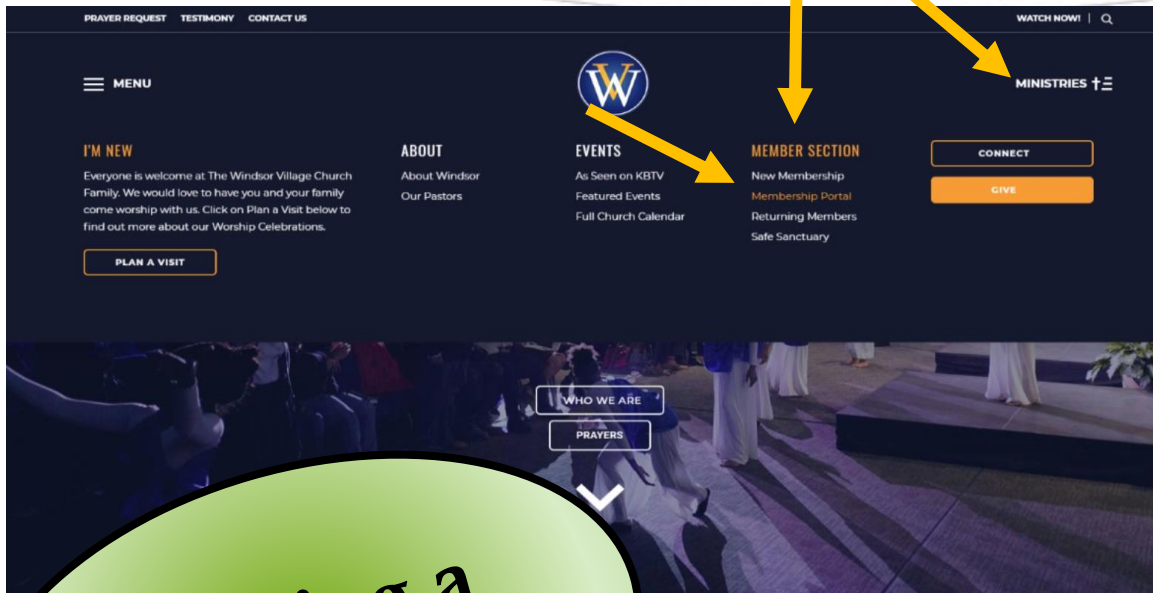 PRAYER REQUEST TESTIMONY CONTACT US WATCH NOW! |
MENU
W
MINISTRIES
I'M NEW
Everyone is welcome at The Windsor Village Church
Family. We would love to have you and your family
come worship with us. Click on Plan a Visit below to
find out more about our Worship Celebrations.
PLAN A VISIT
ABOUT
About Windsor
Our Pastors
EVENTS
As Seen on KBTV
Featured Events
Full Church Calendar
MEMBER SECTION
New Membership
Membership Portal
Returning Members
Safe Sanctuary
CONNECT
GIVE
WHO WE ARE
PRAYERS
a